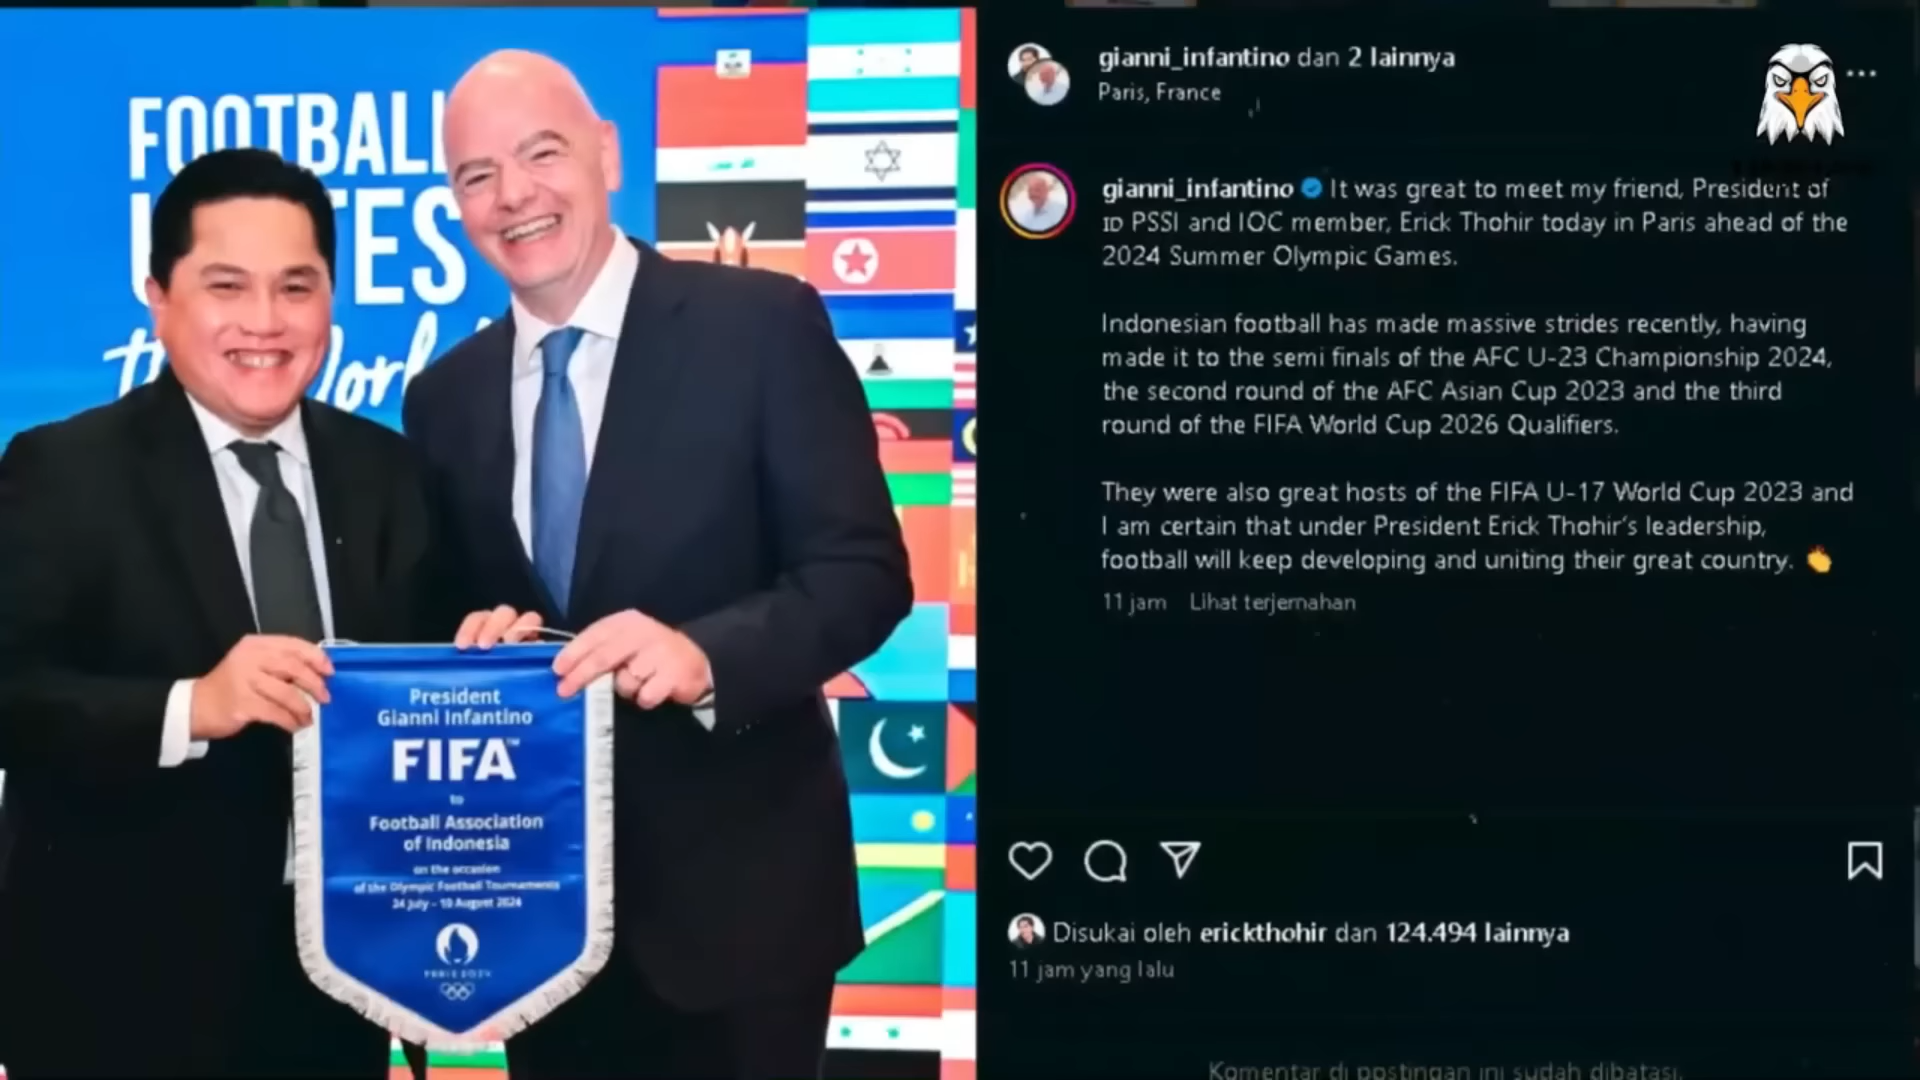 FOOTBALL
gianni_infantino dan 2 lainnya
Paris, France
gianni_infantino It was great to meet my friend, President of
ID PSSI and IOC member, Erick Thohir today in Paris ahead of the
2024 Summer Olympic Games.
Indonesian football has made massive strides recently, having
made it to the semi finals of the AFC U-23 Championship 2024,
the second round of the AFC Asian Cup 2023 and the third
round of the FIFA World Cup 2026 Qualifiers.
They were also great hosts of the FIFA U-17 World Cup 2023 and
I am certain that under President Erick Thohir's leadership,
football will keep developing and uniting their great country. 👏
11 jam Lihat terjemahan
President
Gianni Infantino
FIFA™
to
Football Association
of Indonesia
on the occasion
of the Olympic Football Tournaments
24 July - 10 August 2024
PARIS 2024
Disukai oleh erickthohir dan 124.494 lainnya
11 jam yang lalu
Komentar di postingan ini sudah dibatasi.